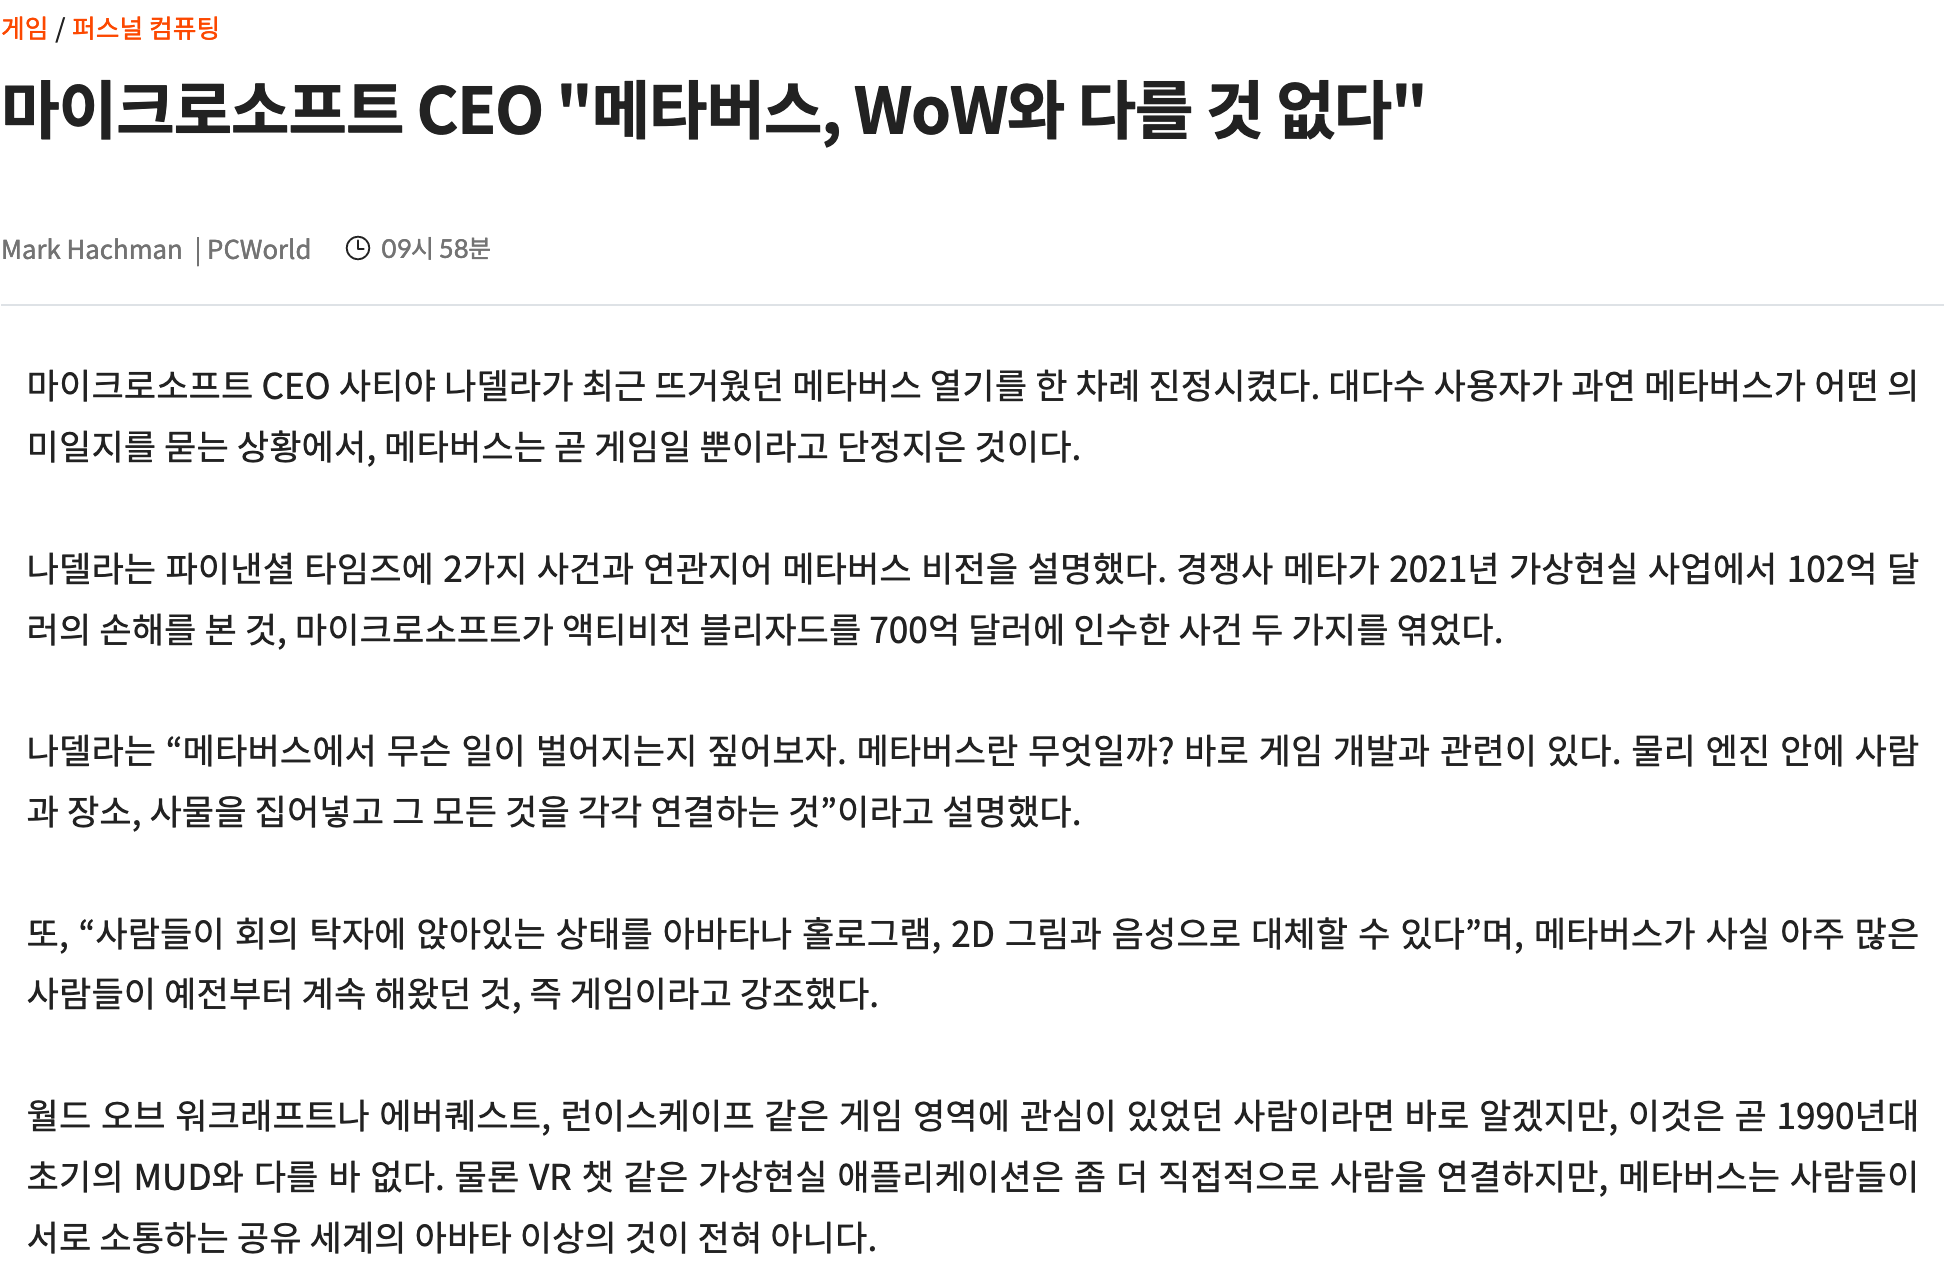 게임 / 퍼스널 컴퓨팅
마이크로소프트 CEO "메타버스, WoW와 다를 것 없다"
Mark Hachman | PCWorld 09시 58분
마이크로소프트 CEO 사티야 나델라가 최근 뜨거웠던 메타버스 열기를 한 차례 진정시켰다. 대다수 사용자가 과연 메타버스가 어떤 의
미일지를 묻는 상황에서, 메타버스는 곧 게임일 뿐이라고 단정지은 것이다.
나델라는 파이낸셜 타임즈에 2가지 사건과 연관지어 메타버스 비전을 설명했다. 경쟁사 메타가 2021년 가상현실 사업에서 102억 달
러의 손해를 본 것, 마이크로소프트가 액티비전 블리자드를 700억 달러에 인수한 사건 두 가지를 엮었다.
나델라는 “메타버스에서 무슨 일이 벌어지는지 짚어보자. 메타버스란 무엇일까? 바로 게임 개발과 관련이 있다. 물리 엔진 안에 사람
과 장소, 사물을 집어넣고 그 모든 것을 각각 연결하는 것”이라고 설명했다.
또, “사람들이 회의 탁자에 앉아있는 상태를 아바타나 홀로그램, 2D 그림과 음성으로 대체할 수 있다”며, 메타버스가 사실 아주 많은
사람들이 예전부터 계속 해왔던 것, 즉 게임이라고 강조했다.
월드 오브 워크래프트나 에버퀘스트, 런이스케이프 같은 게임 영역에 관심이 있었던 사람이라면 바로 알겠지만, 이것은 곧 1990년대
초기의 MUD와 다를 바 없다. 물론 VR 챗 같은 가상현실 애플리케이션은 좀 더 직접적으로 사람을 연결하지만, 메타버스는 사람들이
서로 소통하는 공유 세계의 아바타 이상의 것이 전혀 아니다.